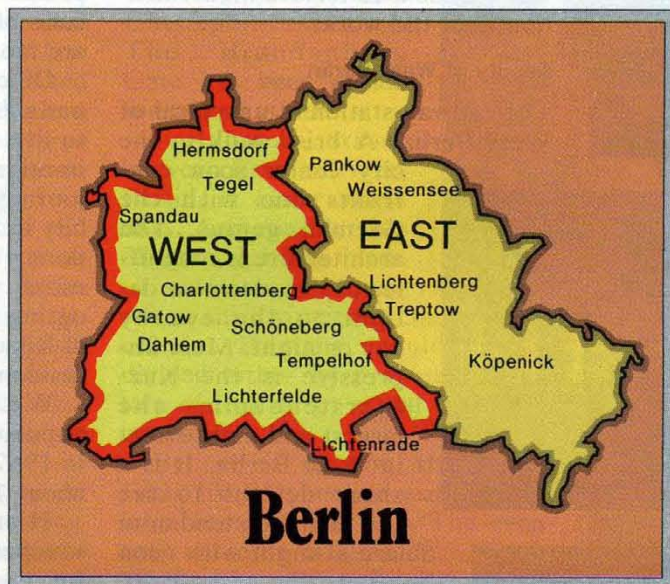 Hermsdorf
Tegel
Spandau
WEST
Charlottenberg
Gatow
Dahlem
Schöneberg
Tempelhof
Lichterfelde
Lichtenrade
Pankow
Weissensee
EAST
Lichtenberg
Treptow
Köpenick
Berlin